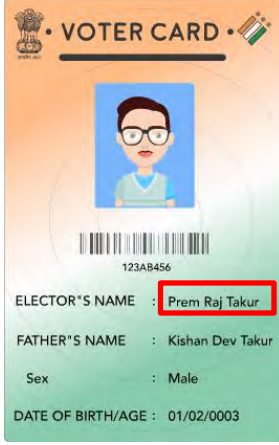 • VOTER CARD •
123AB456
ELECTOR"S NAME : Prem Raj Takur
FATHER"S NAME : Kishan Dev Takur
Sex : Male
DATE OF BIRTH/AGE : 01/02/0003